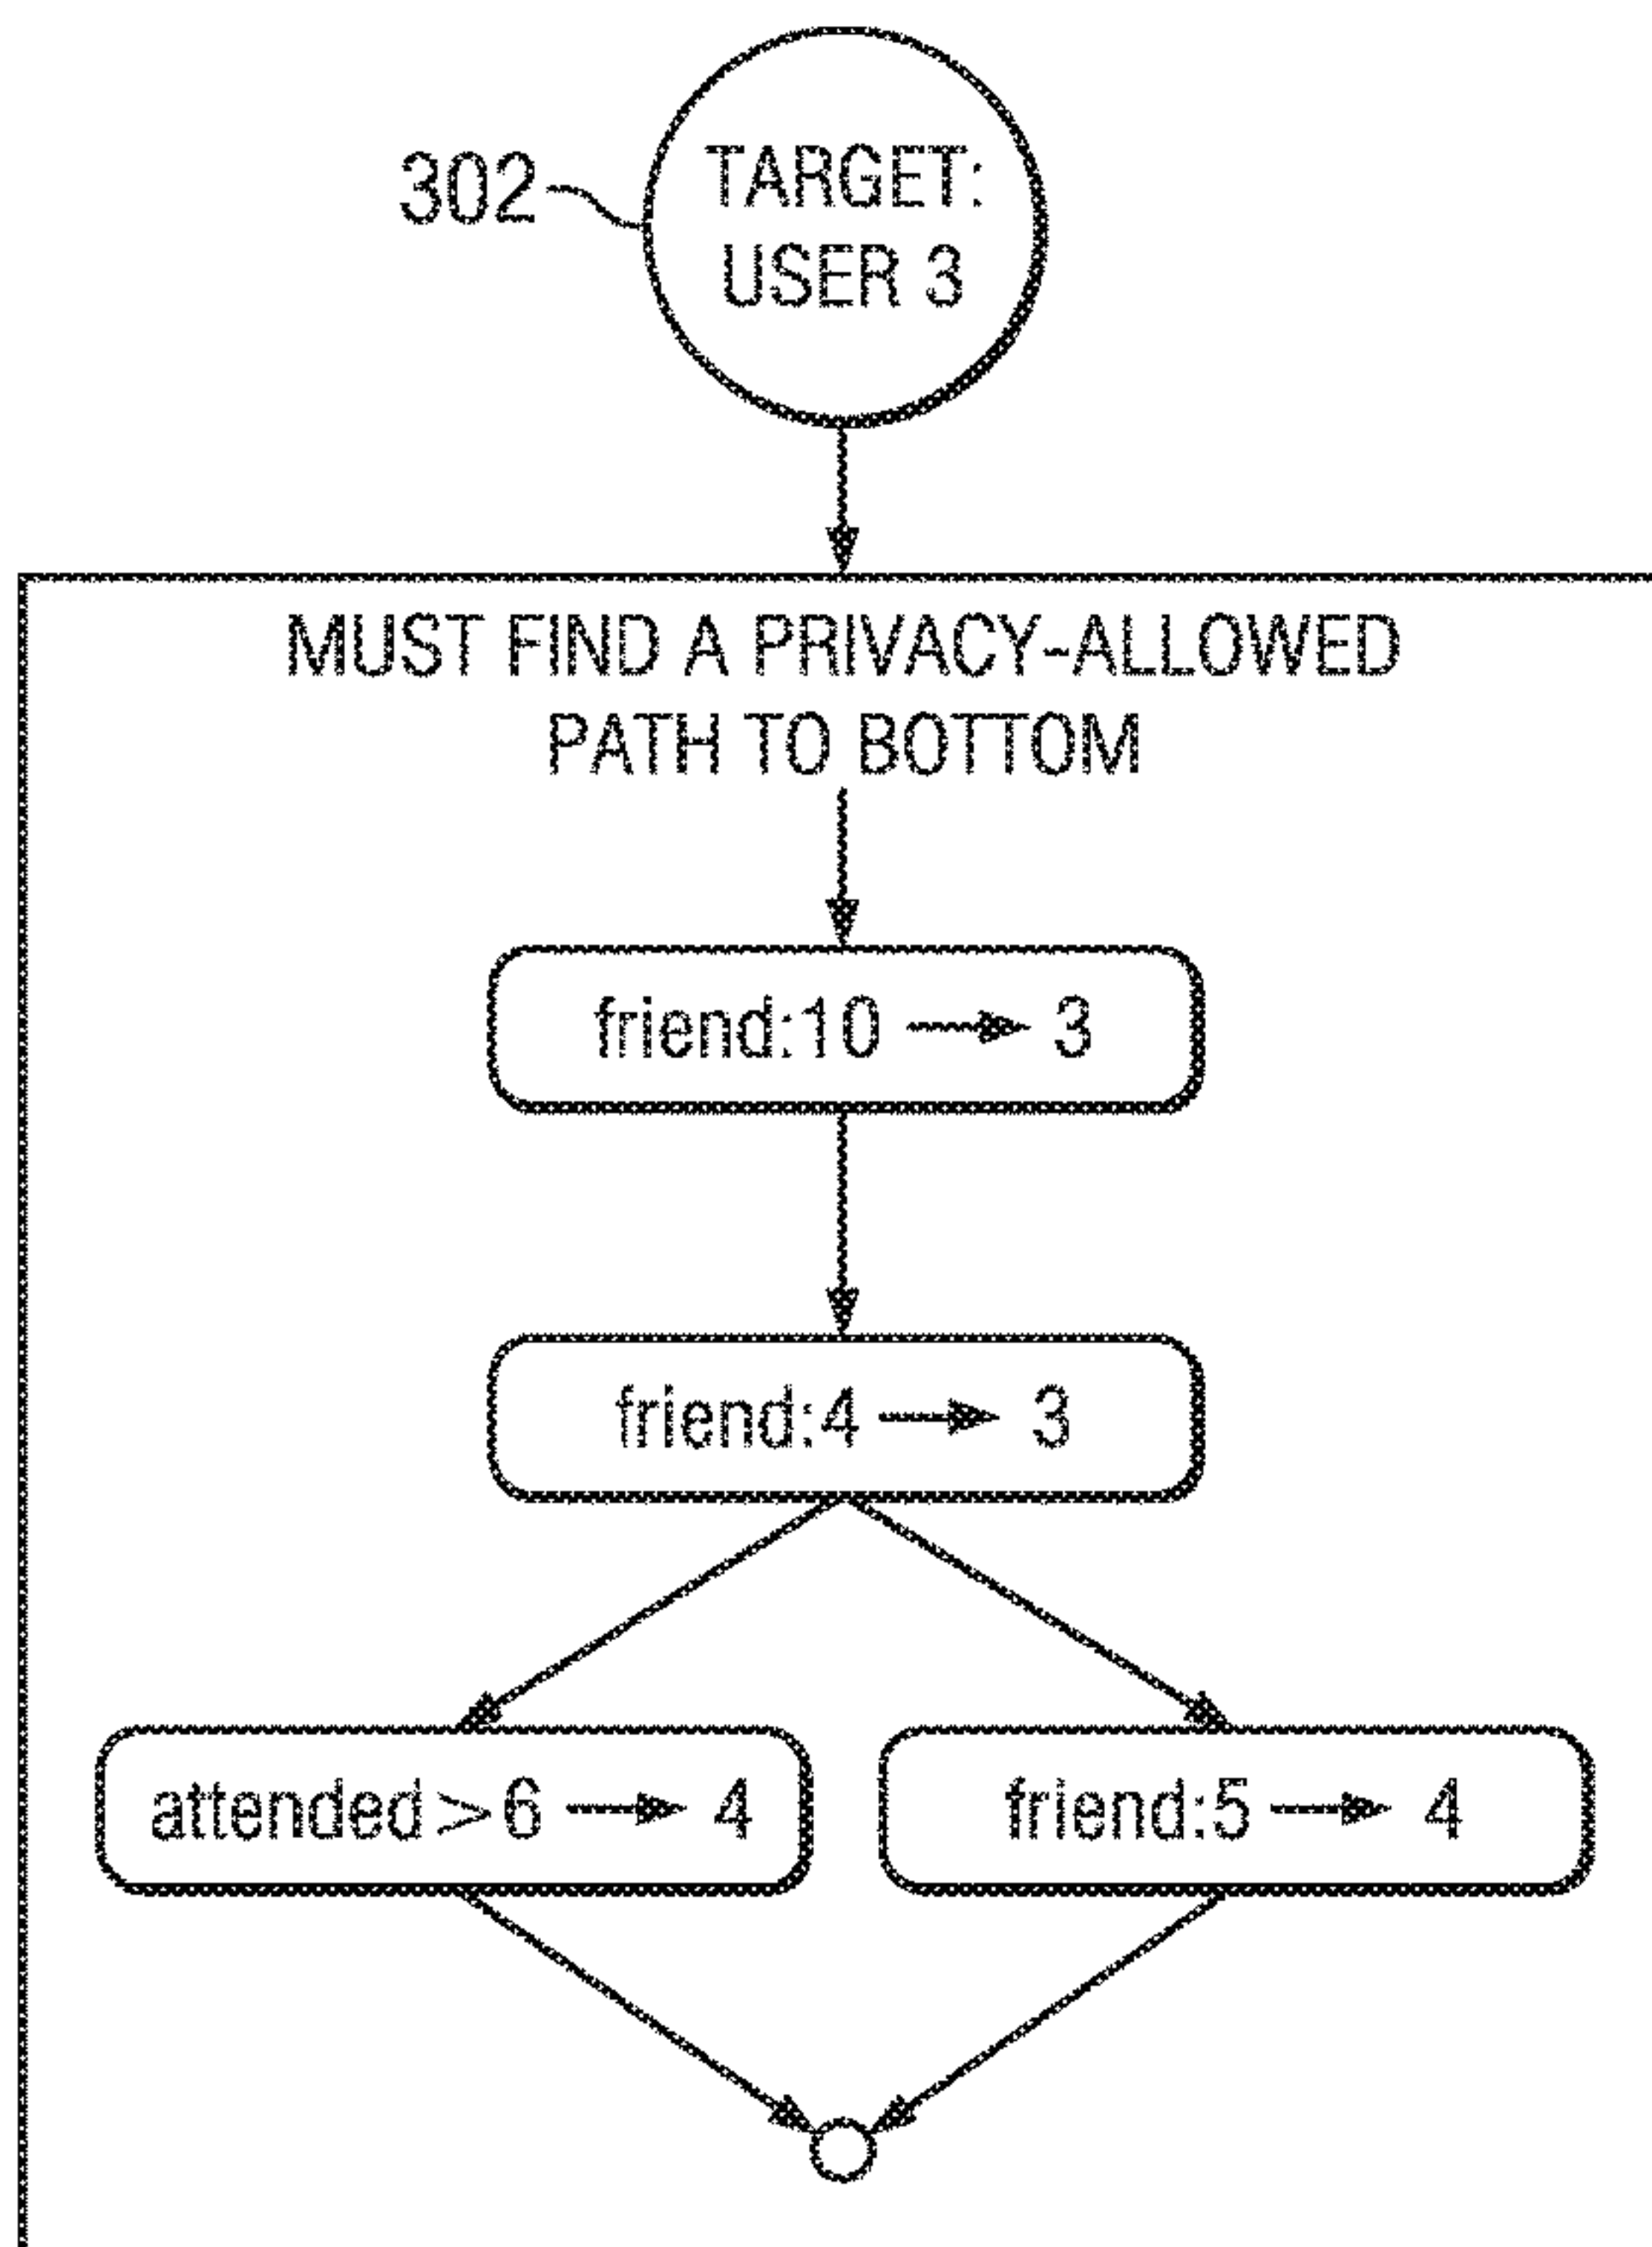 302
TARGET:
USER 3
MUST FIND A PRIVACY-ALLOWED
PATH TO BOTTOM
friend:10 → 3
friend:4 → 3
attended>6 → 4
friend:5 → 4